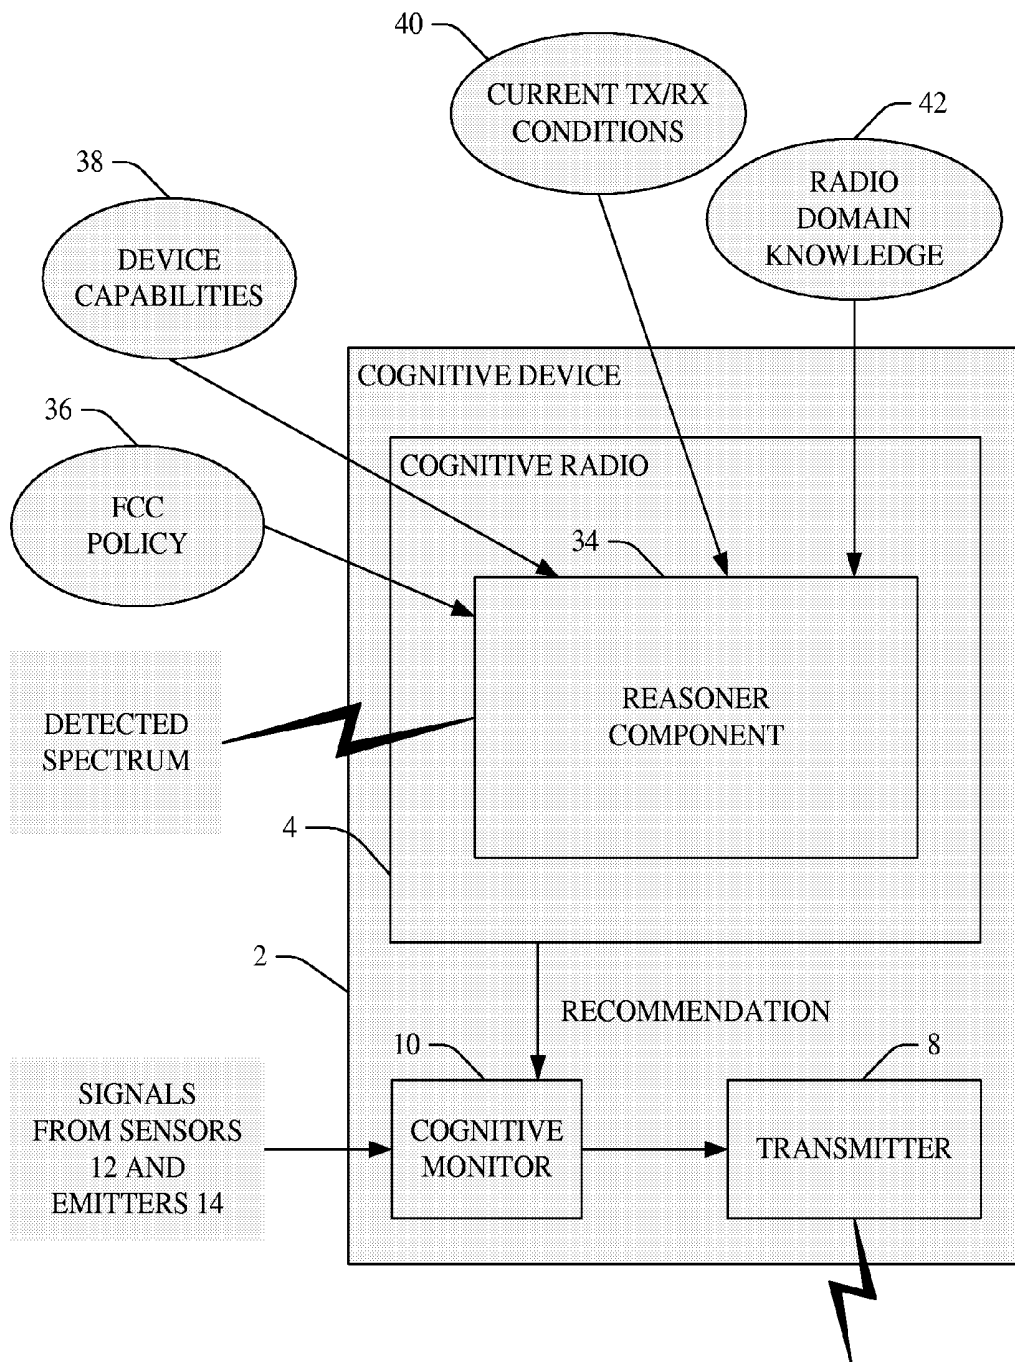 40
CURRENT TX/RX
CONDITIONS
42
RADIO
DOMAIN
KNOWLEDGE
38
DEVICE
CAPABILITIES
COGNITIVE DEVICE
36
FCC
POLICY
COGNITIVE RADIO
34
REASONER
COMPONENT
DETECTED
SPECTRUM
4
2
RECOMMENDATION
10
8
SIGNALS
FROM SENSORS
12 AND
EMITTERS 14
COGNITIVE
MONITOR
TRANSMITTER